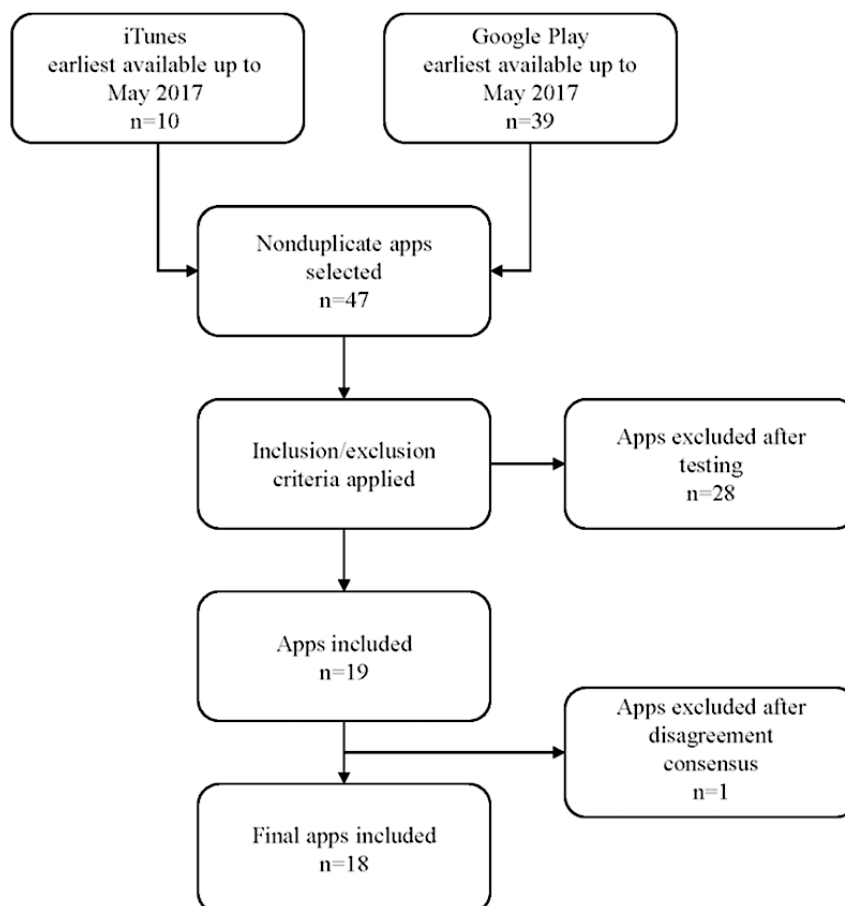 iTunes
earliest available up to
May 2017
n=10
Google Play
earliest available up to
May 2017
n=39
Nonduplicate apps
selected
n=47
Inclusion/exclusion
criteria applied
Apps excluded after
testing
n=28
Apps included
n=19
Apps excluded after
disagreement
consensus
n=1
Final apps included
n=18